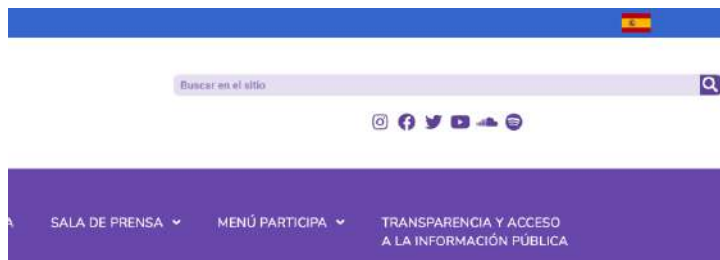 Buscar en el sitio
SALA DE PRENSA
MENÚ PARTICIPA
TRANSPARENCIA Y ACCESO
A LA INFORMACIÓN PÚBLICA